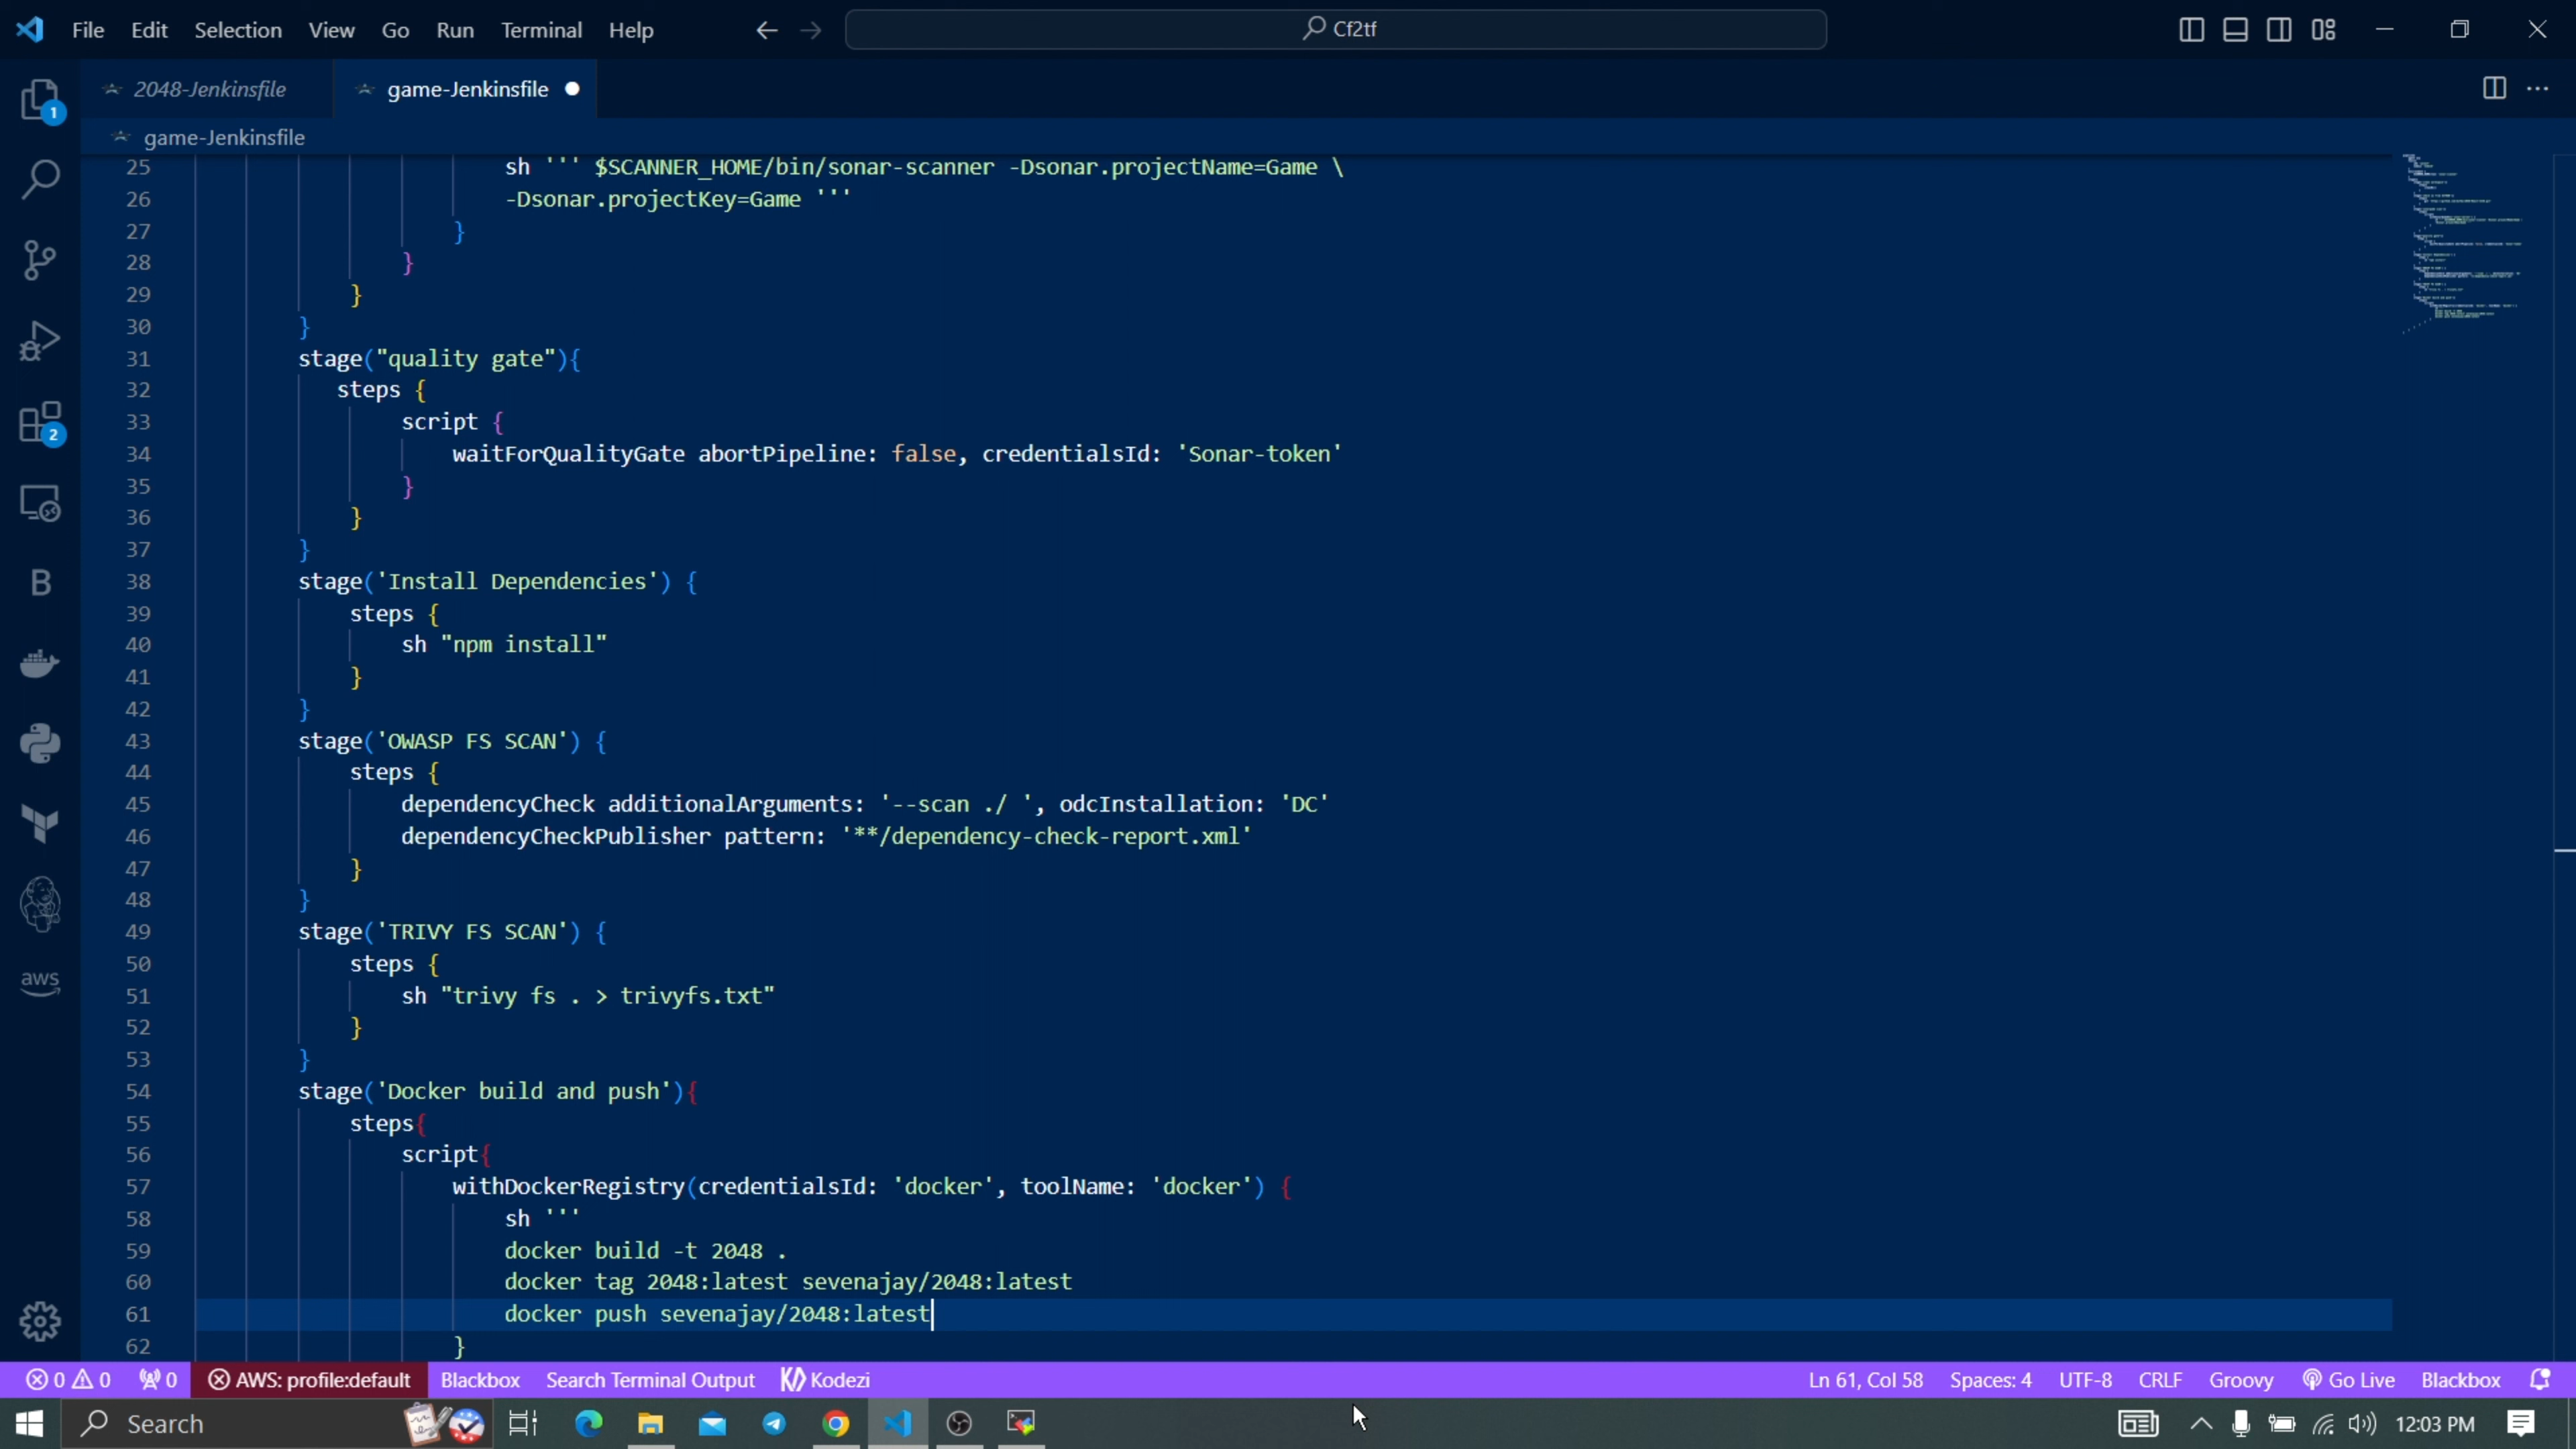 File Edit Selection View Go Run Terminal Help
Cf2tf
2048-Jenkinsfile
game-Jenkinsfile
1
game-Jenkinsfile
25 sh ''' $SCANNER_HOME/bin/sonar-scanner -Dsonar.projectName=Game \
26 -Dsonar.projectKey=Game '''
27 }
28 }
29 }
30 }
31 stage("quality gate"){
32 steps {
33 script {
34 waitForQualityGate abortPipeline: false, credentialsId: 'Sonar-token'
35 }
36 }
37 }
38 stage('Install Dependencies') {
39 steps {
40 sh "npm install"
41 }
42 }
43 stage('OWASP FS SCAN') {
44 steps {
45 dependencyCheck additionalArguments: '--scan ./ ', odcInstallation: 'DC'
46 dependencyCheckPublisher pattern: '**/dependency-check-report.xml'
47 }
48 }
49 stage('TRIVY FS SCAN') {
50 steps {
51 sh "trivy fs . > trivyfs.txt"
52 }
53 }
54 stage('Docker build and push'){
55 steps{
56 script{
57 withDockerRegistry(credentialsId: 'docker', toolName: 'docker') {
58 sh '''
59 docker build -t 2048 .
60 docker tag 2048:latest sevenajay/2048:latest
61 docker push sevenajay/2048:latest
62 }
2
B
aws
0 0 0 AWS: profile:default Blackbox Search Terminal Output Kodezi Ln 61, Col 58 Spaces: 4 UTF-8 CRLF Groovy Go Live Blackbox
Search
12:03 PM